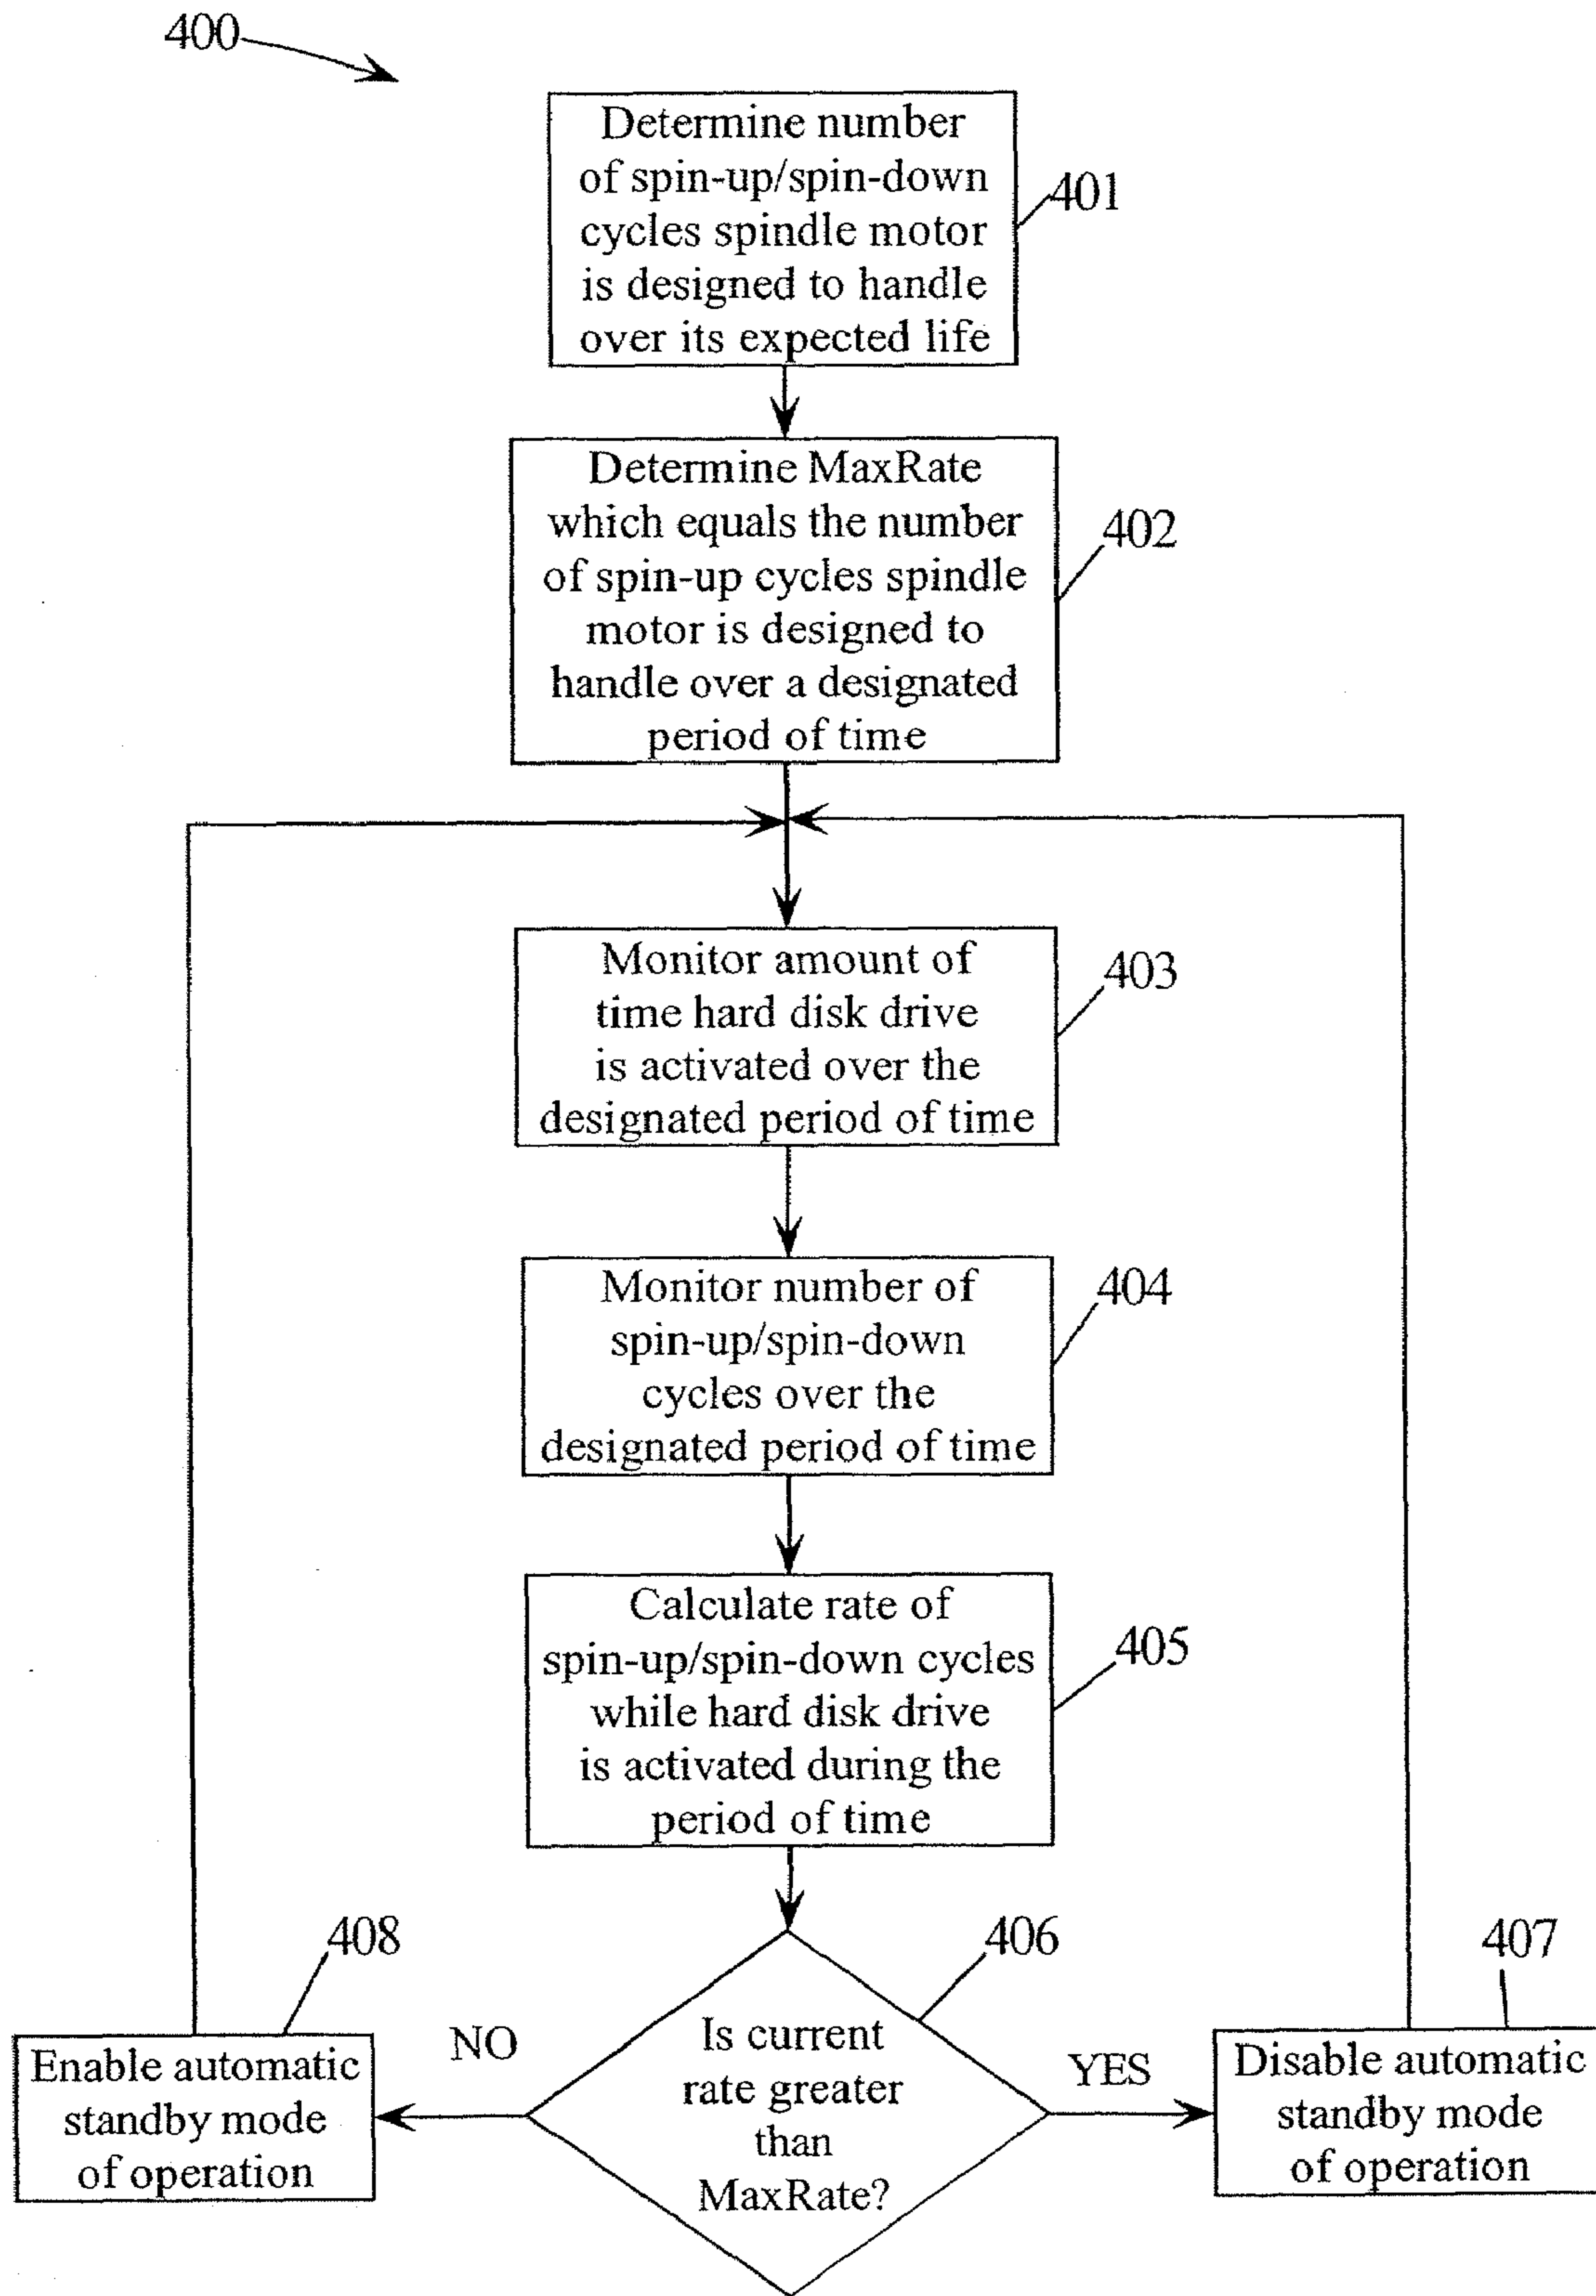 400
Determine number
of spin-up/spin-down
cycles spindle motor
is designed to handle
over its expected life
401
Determine MaxRate
which equals the number
of spin-up cycles spindle
motor is designed to
handle over a designated
period of time
402
Monitor amount of
time hard disk drive
is activated over the
designated period of time
403
Monitor number of
spin-up/spin-down
cycles over the
designated period of time
404
Calculate rate of
spin-up/spin-down cycles
while hard disk drive
is activated during the
period of time
405
408
406
407
NO
Is current
rate greater
than
MaxRate?
YES
Enable automatic
standby mode
of operation
Disable automatic
standby mode
of operation